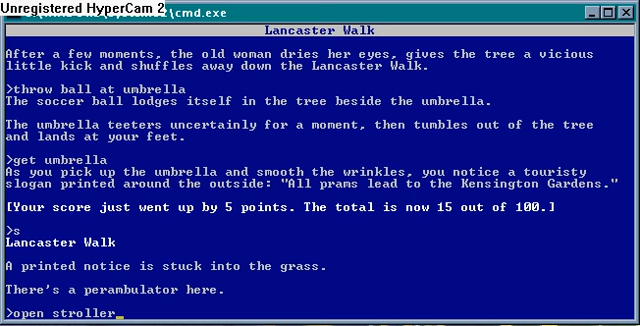 Unregistered HyperCam 2
cmd.exe
Lancaster Walk
After a few moments, the old woman dries her eyes, gives the tree a vicious
little kick and shuffles away down the Lancaster Walk.
>throw ball at umbrella
The soccer ball lodges itself in the tree beside the umbrella.
The umbrella teeters uncertainly for a moment, then tumbles out of the tree
and lands at your feet.
>get umbrella
As you pick up the umbrella and smooth the wrinkles, you notice a touristy
slogan printed around the outside: "All prams lead to the Kensington Gardens."
[Your score just went up by 5 points. The total is now 15 out of 100.]
>s
Lancaster Walk
A printed notice is stuck into the grass.
There's a perambulator here.
>open stroller_